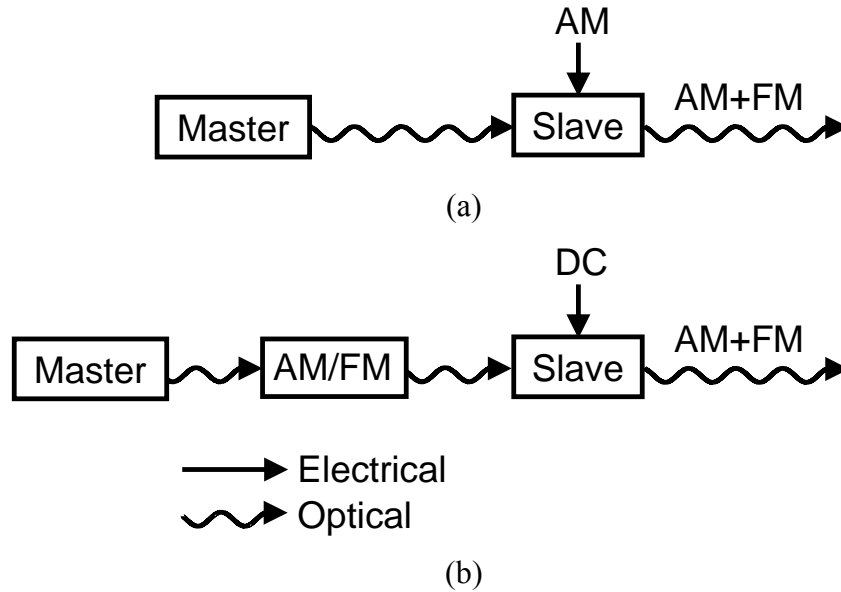 AM
Master
Slave
AM+FM
(a)
DC
Master
AM/FM
Slave
AM+FM
Electrical
Optical
(b)